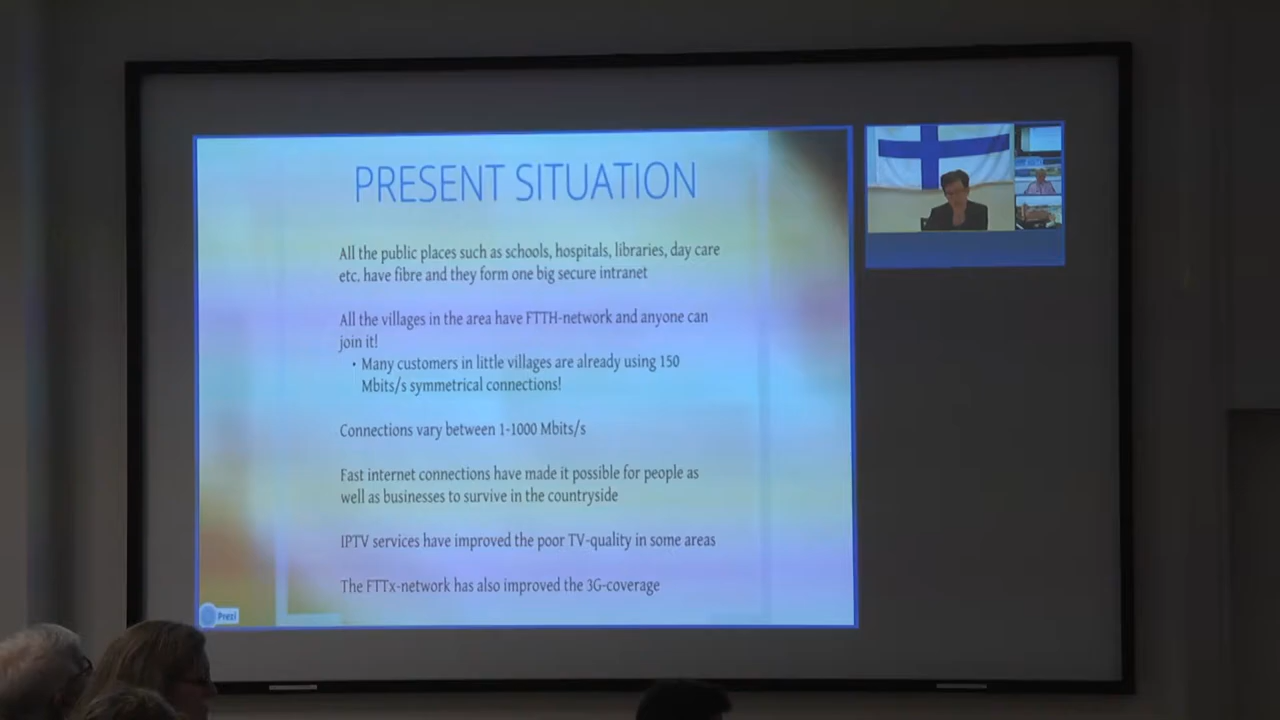 PRESENT SITUATION
All the public places such as schools, hospitals, libraries, day care
etc. have fibre and they form one big secure intranet
All the villages in the area have FTTH-network and anyone can
join it!
• Many customers in little villages are already using 150
Mbits/s symmetrical connections!
Connections vary between 1-1000 Mbits/s
Fast internet connections have made it possible for people as
well as businesses to survive in the countryside
IPTV services have improved the poor TV-quality in some areas
The FTTx-network has also improved the 3G-coverage
Prezi